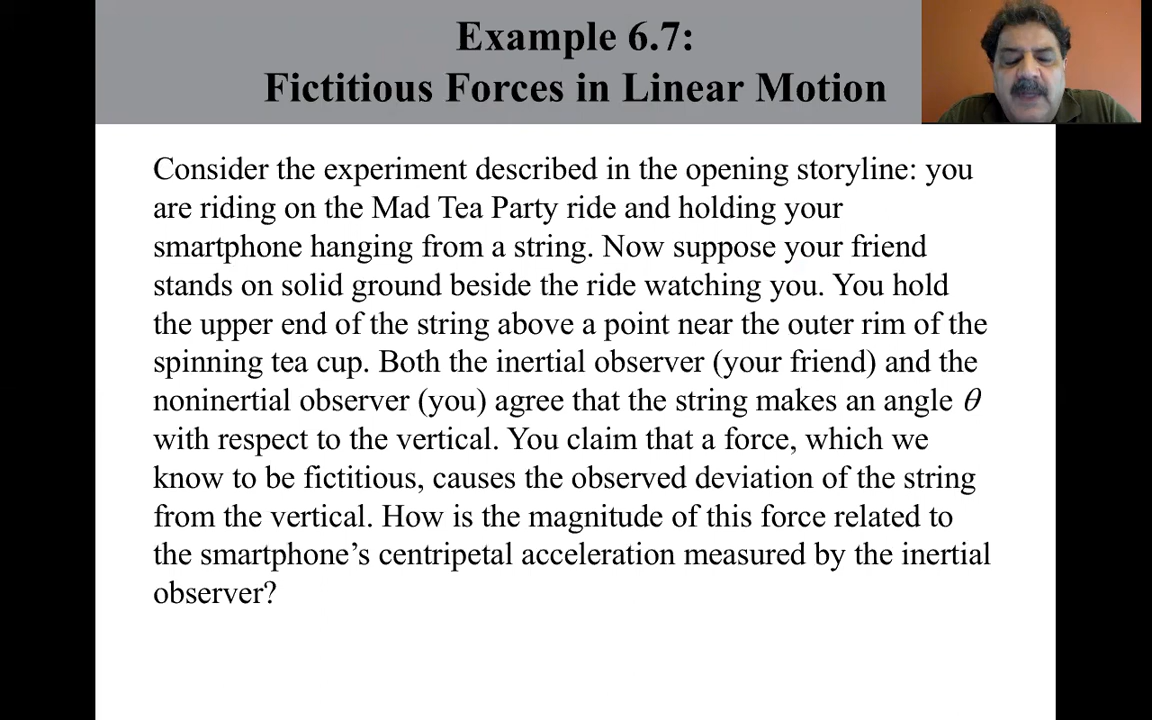 Example 6.7:
Fictitious Forces in Linear Motion
Consider the experiment described in the opening storyline: you
are riding on the Mad Tea Party ride and holding your
smartphone hanging from a string. Now suppose your friend
stands on solid ground beside the ride watching you. You hold
the upper end of the string above a point near the outer rim of the
spinning tea cup. Both the inertial observer (your friend) and the
noninertial observer (you) agree that the string makes an angle θ
with respect to the vertical. You claim that a force, which we
know to be fictitious, causes the observed deviation of the string
from the vertical. How is the magnitude of this force related to
the smartphone’s centripetal acceleration measured by the inertial
observer?